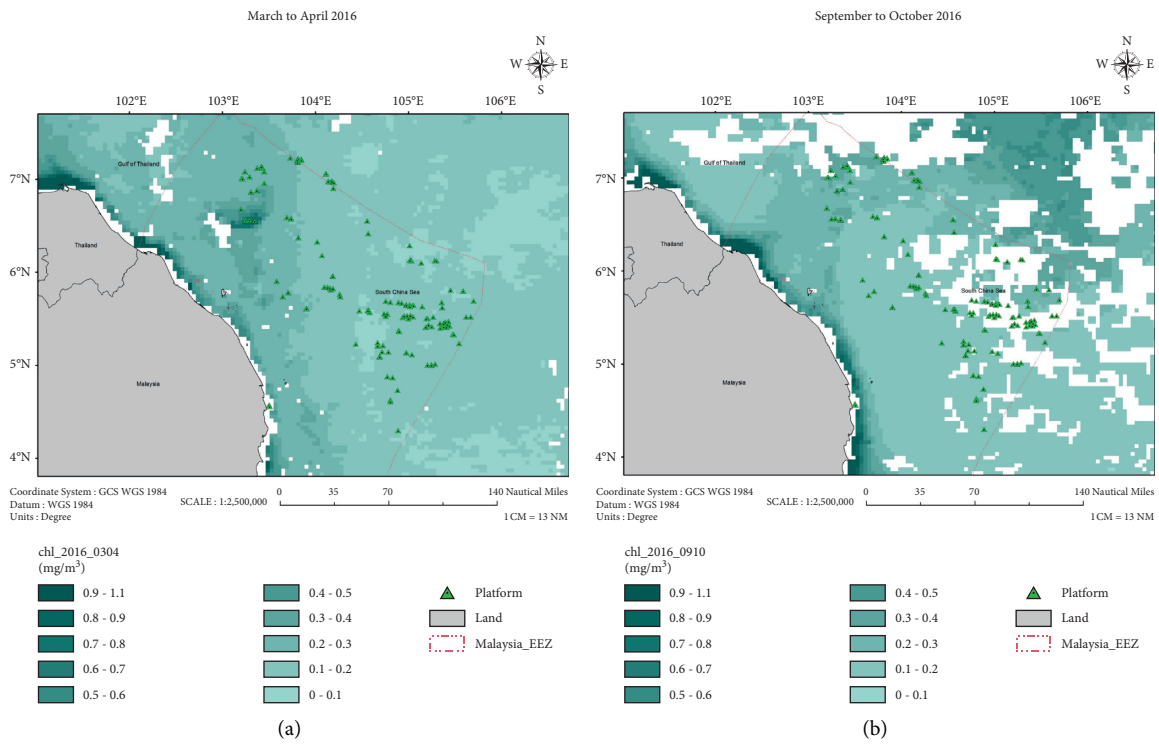 March to April 2016
N
W E
S
102°E 103°E 104°E 105°E 106°E
7°N
6°N
5°N
4°N
Gulf of Thailand
Thailand
South China Sea
Malaysia
Coordinate System : GCS WGS 1984
Datum : WGS 1984
Units : Degree
SCALE : 1:2,500,000
0 35 70 140 Nautical Miles
1 CM = 13 NM
chl_2016_0304
(mg/m³)
0.9 - 1.1
0.8 - 0.9
0.7 - 0.8
0.6 - 0.7
0.5 - 0.6
0.4 - 0.5
0.3 - 0.4
0.2 - 0.3
0.1 - 0.2
0 - 0.1
Platform
Land
Malaysia_EEZ
(a)
September to October 2016
N
W E
S
102°E 103°E 104°E 105°E 106°E
7°N
6°N
5°N
4°N
Gulf of Thailand
Thailand
South China Sea
Malaysia
Coordinate System : GCS WGS 1984
Datum : WGS 1984
Units : Degree
SCALE : 1:2,500,000
0 35 70 140 Nautical Miles
1 CM = 13 NM
chl_2016_0910
(mg/m³)
0.9 - 1.1
0.8 - 0.9
0.7 - 0.8
0.6 - 0.7
0.5 - 0.6
0.4 - 0.5
0.3 - 0.4
0.2 - 0.3
0.1 - 0.2
0 - 0.1
Platform
Land
Malaysia_EEZ
(b)